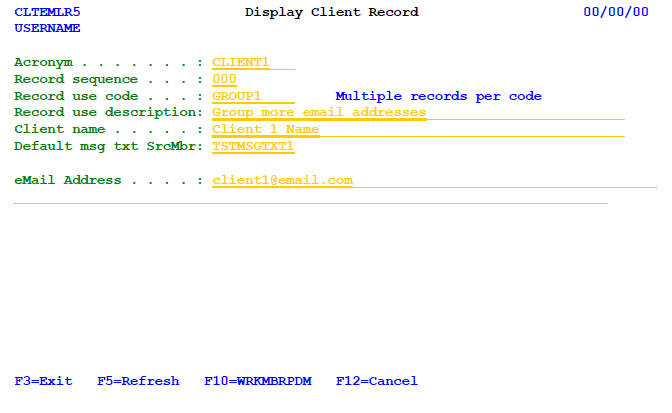 CLTEMLR5 Display Client Record 00/00/00
USERNAME
Acronym . . . . . . . : CLIENT1
Record sequence . . . : 000
Record use code . . . : GROUP1 Multiple records per code
Record use description: Group more email addresses
Client name . . . . . : Client 1 Name
Default msg txt SrcMbr: TSTMSGTXT1
eMail Address . . . . : client1@email.com
F3=Exit F5=Refresh F10=WRKMBRPDM F12=Cancel